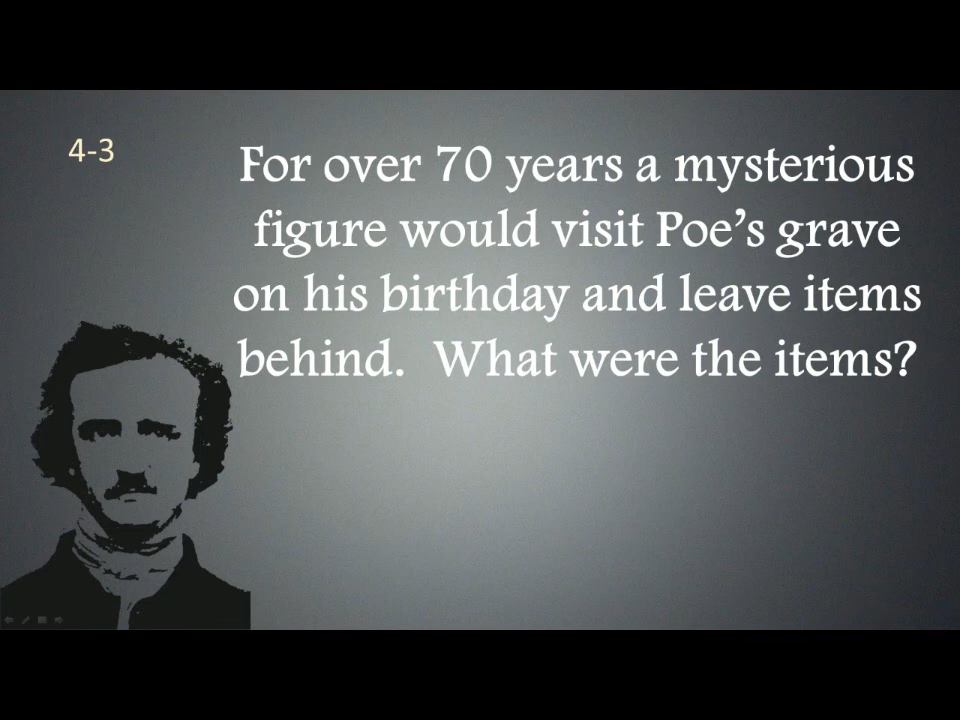 4-3
For over 70 years a mysterious
figure would visit Poe’s grave
on his birthday and leave items
behind.  What were the items?